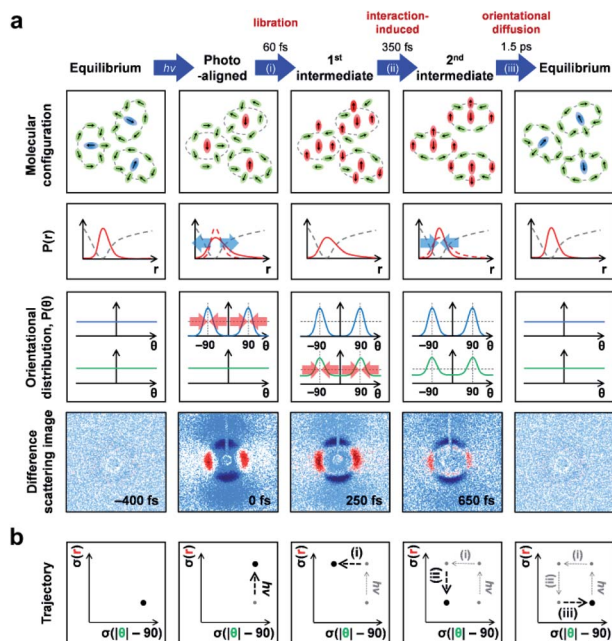 a
libration
interaction-
induced
orientational
diffusion
60 fs
350 fs
1.5 ps
Equilibrium
hν
Photo
-aligned
(i)
1st
intermediate
(ii)
2nd
intermediate
(iii)
Equilibrium
Molecular
configuration
P(r)
r
r
r
r
r
Orientational
distribution, P(θ)
θ
−90
90
θ
−90
90
θ
−90
90
θ
θ
θ
θ
−90
90
θ
−90
90
θ
θ
Difference
scattering image
−400 fs
0 fs
250 fs
650 fs
b
Trajectory
σ(r)
σ(|θ| − 90)
σ(r)
hν
σ(|θ| − 90)
σ(r)
(i)
hν
σ(|θ| − 90)
σ(r)
(i)
(ii)
hν
σ(|θ| − 90)
σ(r)
(i)
(ii)
hν
(iii)
σ(|θ| − 90)